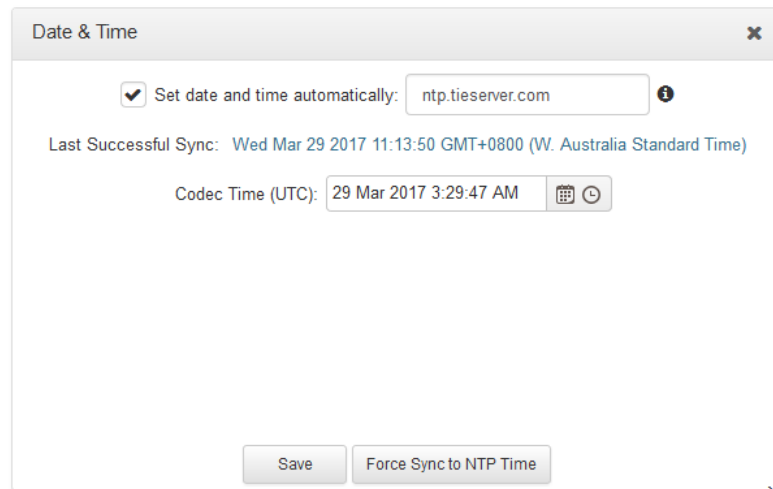 Date & Time
Set date and time automatically: ntp.tieserver.com
Last Successful Sync: Wed Mar 29 2017 11:13:50 GMT+0800 (W. Australia Standard Time)
Codec Time (UTC): 29 Mar 2017 3:29:47 AM
Save Force Sync to NTP Time